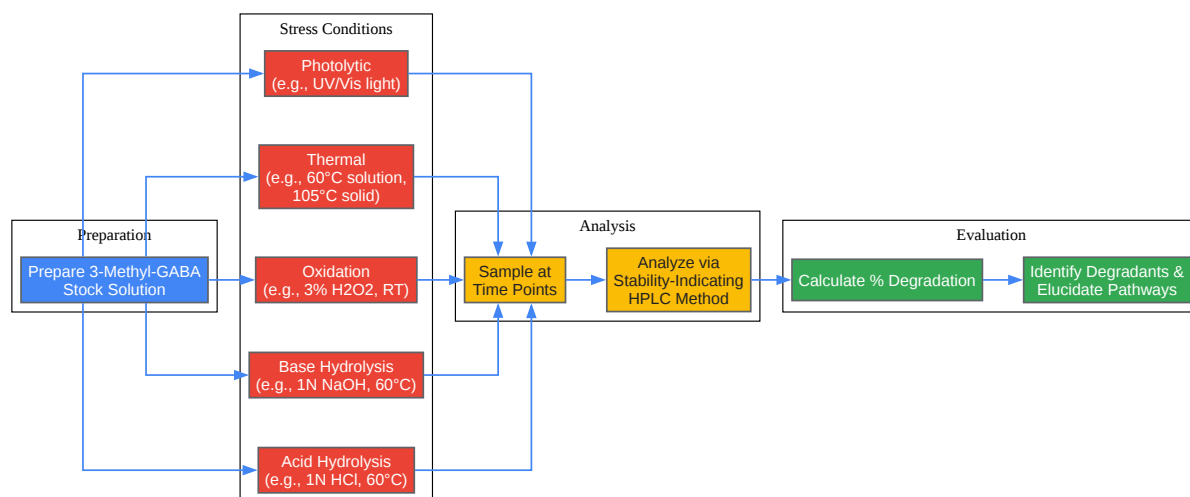 Stress Conditions
Photolytic
(e.g., UV/Vis light)
Thermal
(e.g., 60°C solution,
105°C solid)
Preparation
Prepare 3-Methyl-GABA
Stock Solution
Oxidation
(e.g., 3% H2O2, RT)
Base Hydrolysis
(e.g., 1N NaOH, 60°C)
Acid Hydrolysis
(e.g., 1N HCl, 60°C)
Analysis
Sample at
Time Points
Analyze via
Stability-Indicating
HPLC Method
Evaluation
Calculate % Degradation
Identify Degradants &
Elucidate Pathways